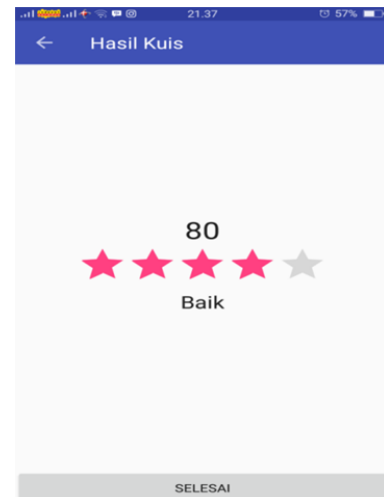 21.37 57%
Hasil Kuis
80
Baik
SELESAI